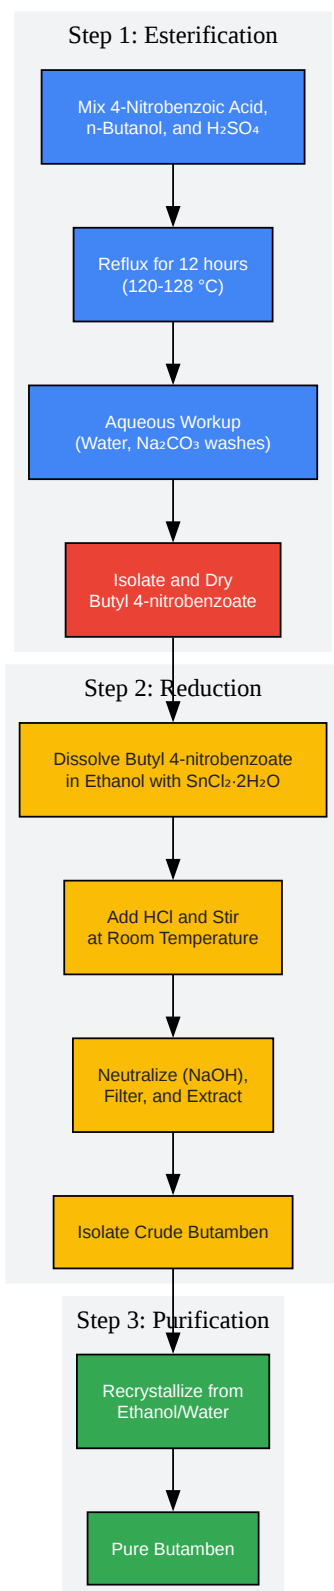 Step 1: Esterification
Mix 4-Nitrobenzoic Acid,
n-Butanol, and H₂SO₄
Reflux for 12 hours
(120-128 °C)
Aqueous Workup
(Water, Na₂CO₃ washes)
Isolate and Dry
Butyl 4-nitrobenzoate
Step 2: Reduction
Dissolve Butyl 4-nitrobenzoate
in Ethanol with SnCl₂·2H₂O
Add HCl and Stir
at Room Temperature
Neutralize (NaOH),
Filter, and Extract
Isolate Crude Butamben
Step 3: Purification
Recrystallize from
Ethanol/Water
Pure Butamben